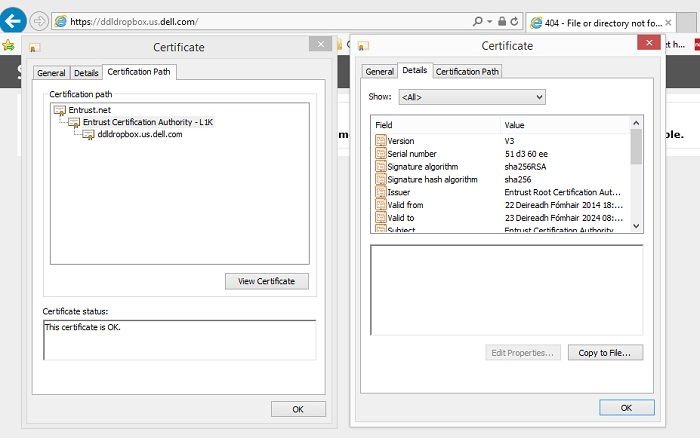 https://ddldropbox.us.dell.com/
404 - File or directory not fo...
et h...
Certificate
General Details Certification Path
Certification path
Entrust.net
Entrust Certification Authority - L1K
ddldropbox.us.dell.com
View Certificate
Certificate status:
This certificate is OK.
OK
Certificate
General Details Certification Path
Show: <All>
Field Value
Version V3
Serial number 51 d3 60 ee
Signature algorithm sha256RSA
Signature hash algorithm sha256
Issuer Entrust Root Certification Aut...
Valid from 22 Deireadh Fómhair 2014 18:...
Valid to 23 Deireadh Fómhair 2024 08:...
Subject Entrust Certification Authority
Edit Properties... Copy to File...
OK
ble.